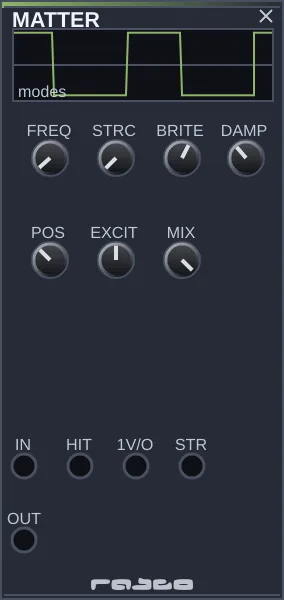 MATTER
modes
FREQ STRC BRITE DAMP
POS EXCIT MIX
IN HIT 1V/O STR
OUT